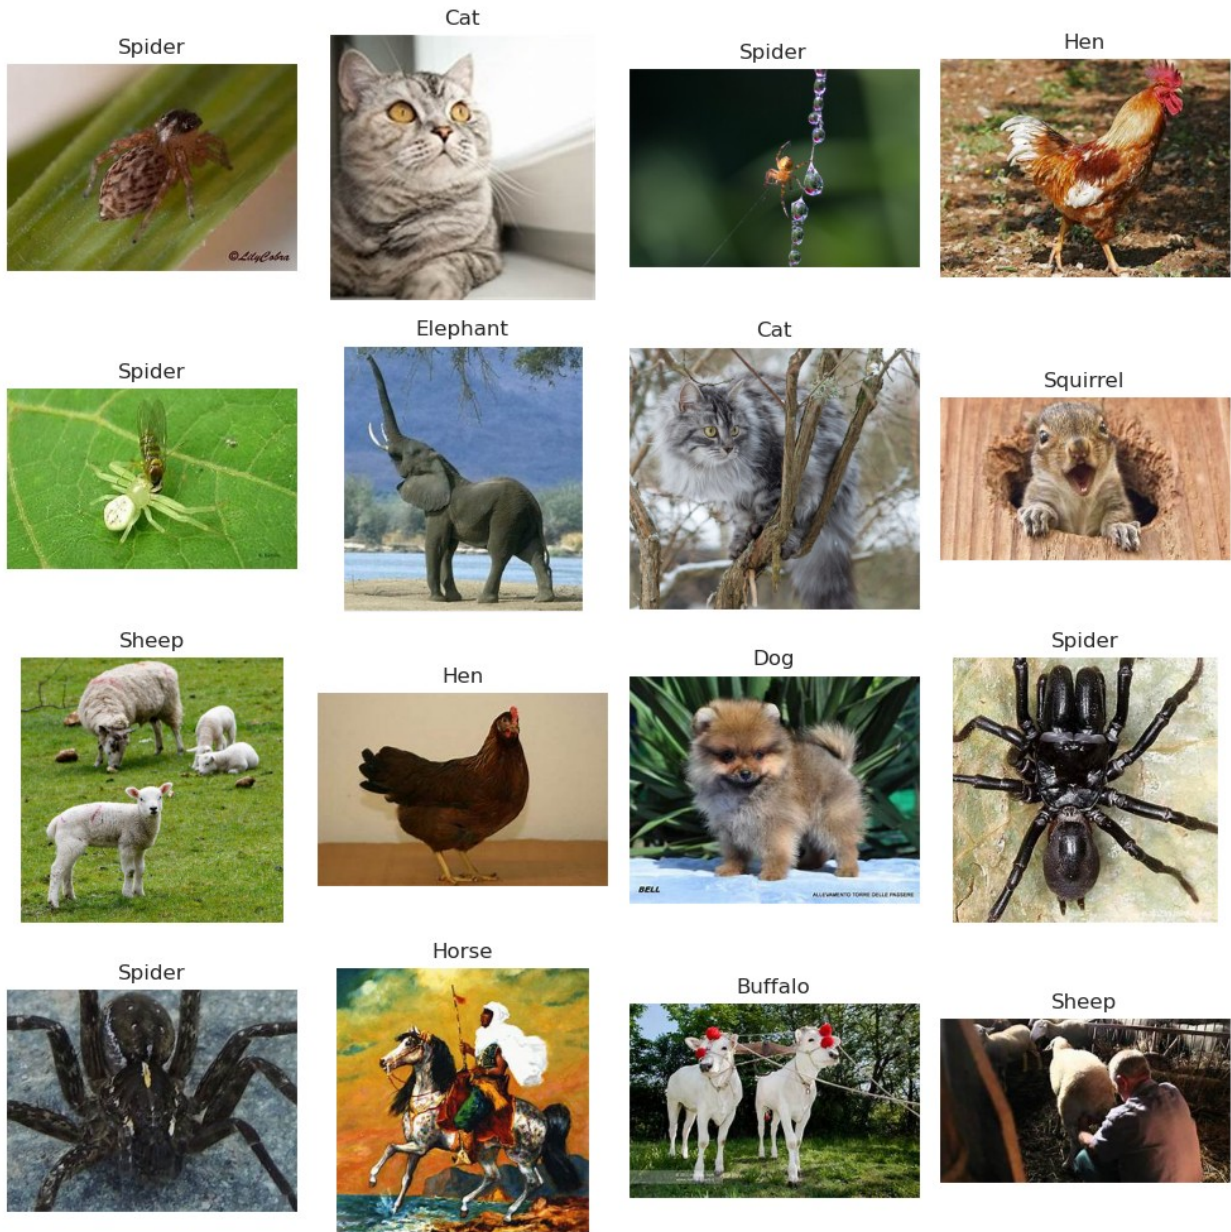 Spider
Cat
Spider
Hen
©LilyCobra
Spider
Elephant
Cat
Squirrel
Sheep
Hen
Dog
Spider
BELL
ALLEVAMENTO TORRE DELLE PASSERE
Spider
Horse
Buffalo
Sheep